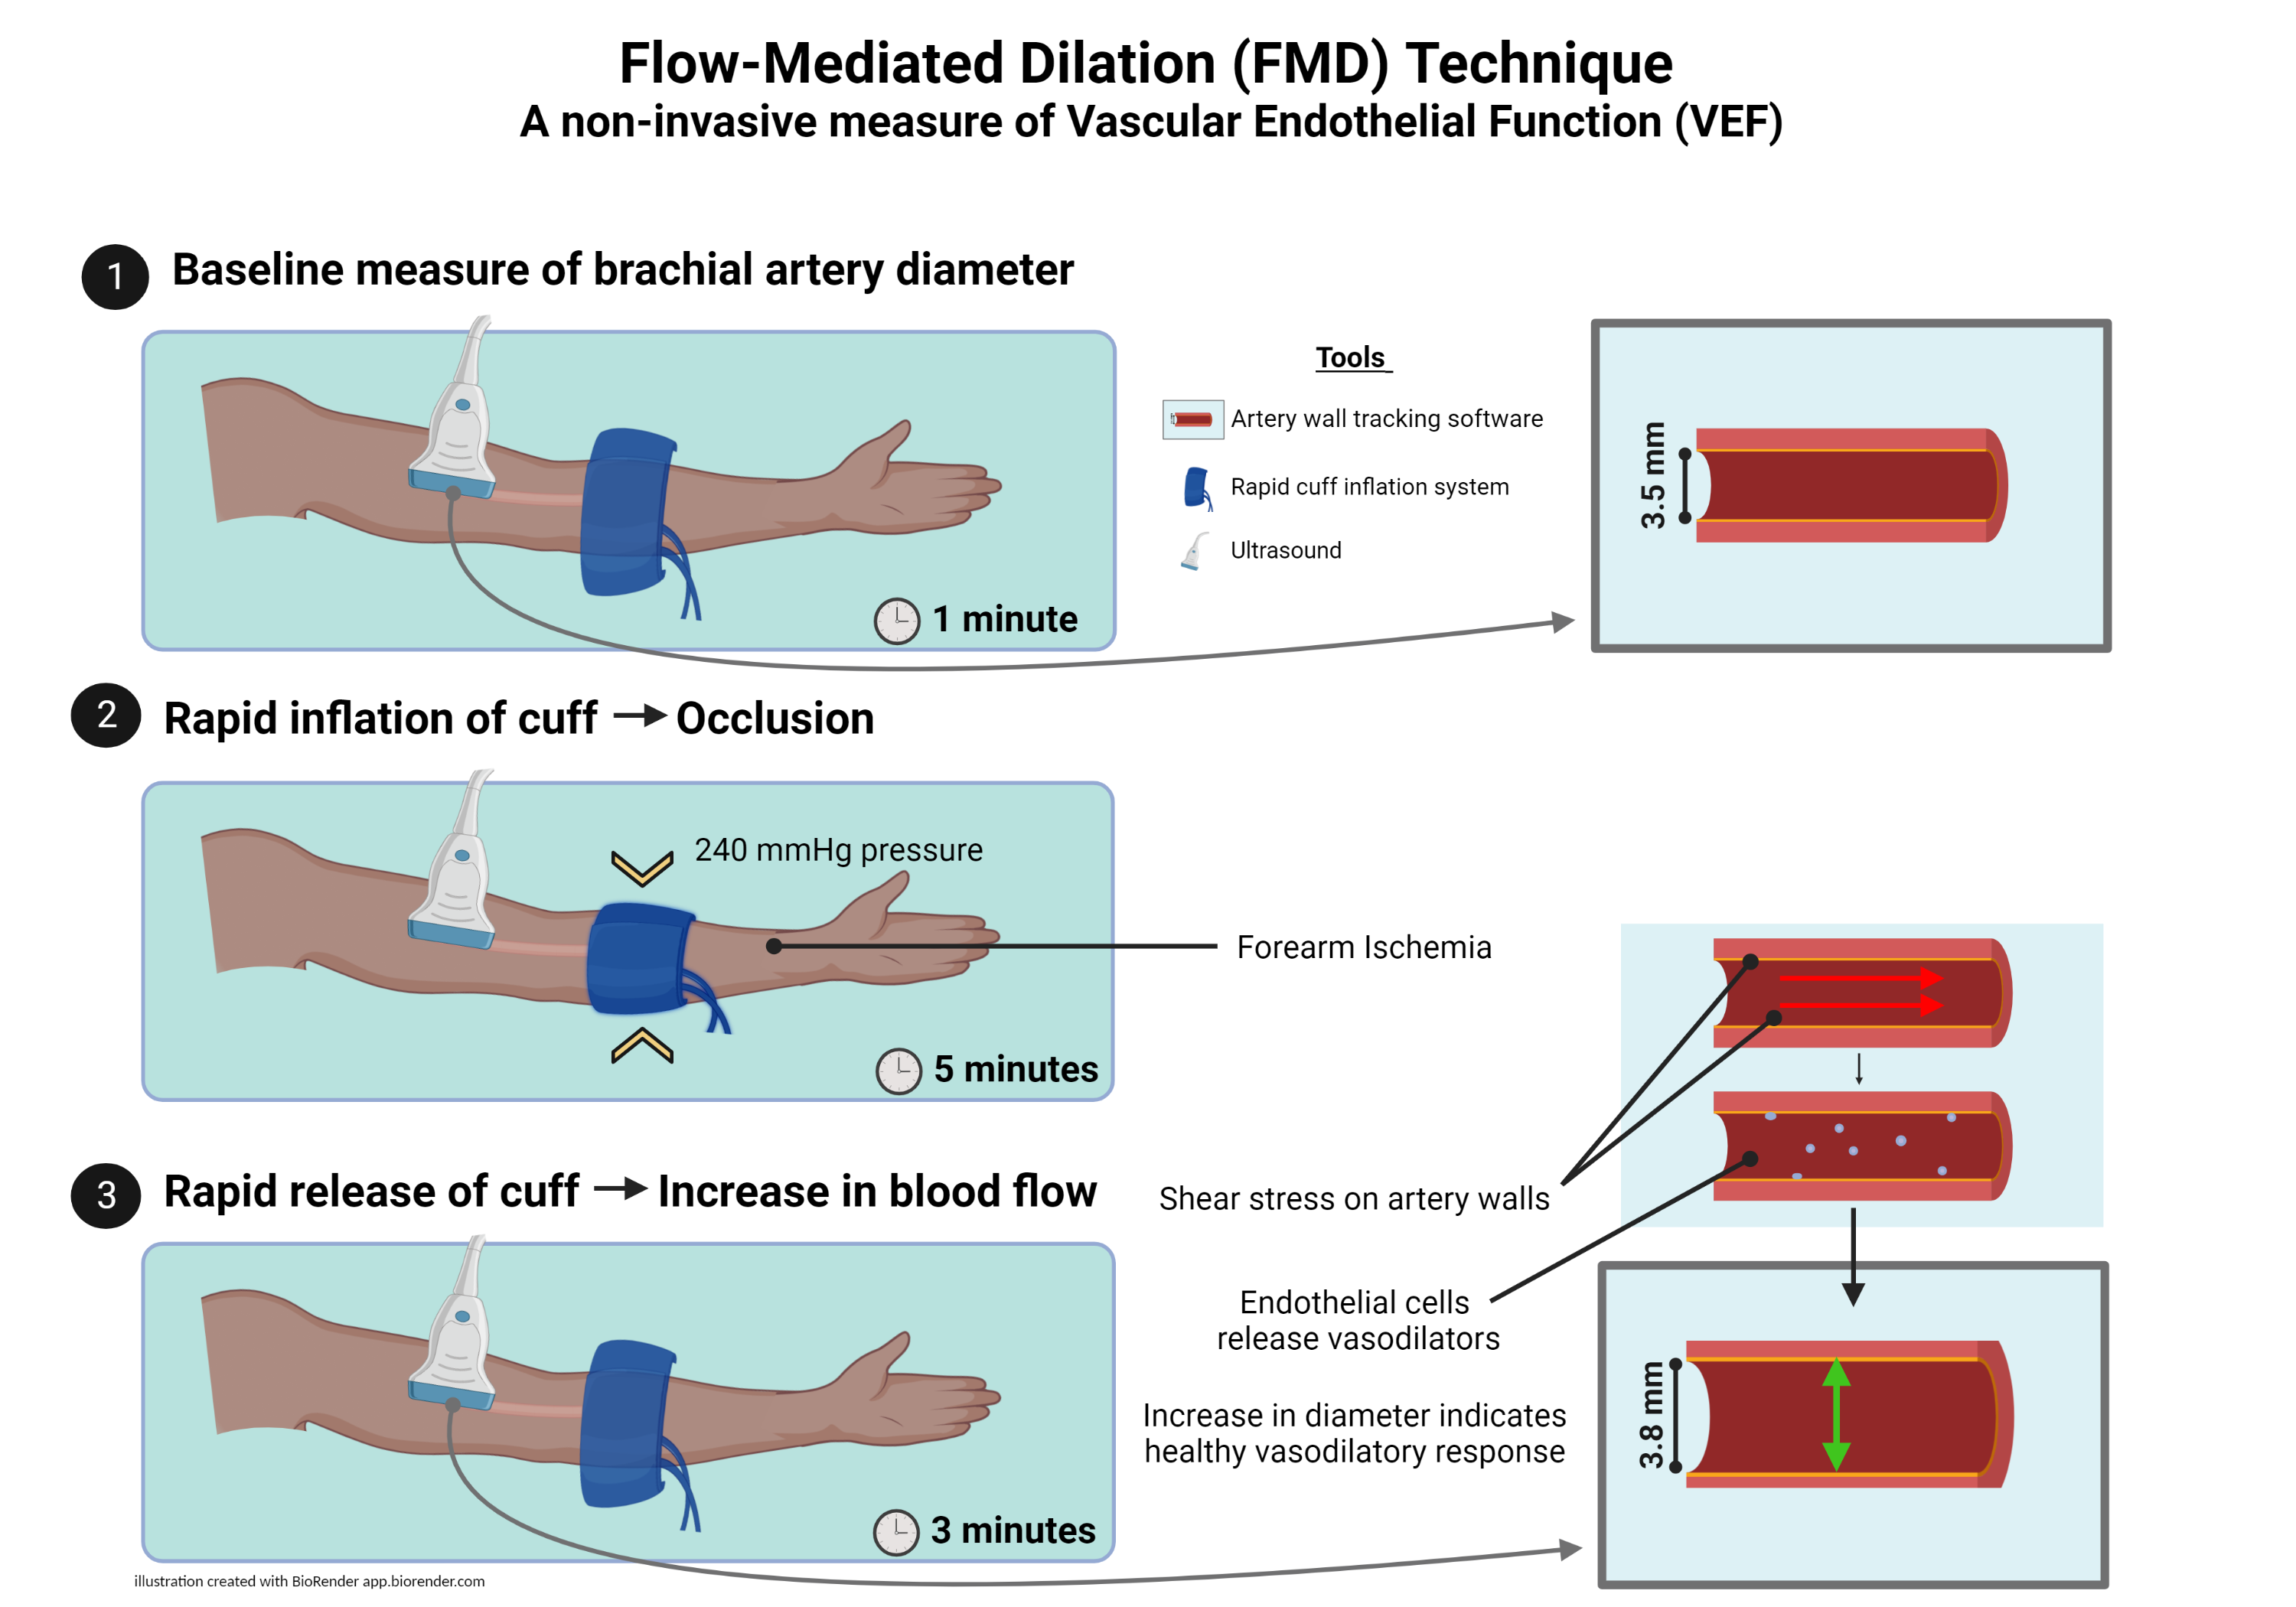 Flow-Mediated Dilation (FMD) Technique
A non-invasive measure of Vascular Endothelial Function (VEF)
1 Baseline measure of brachial artery diameter
1 minute
Tools
Artery wall tracking software
Rapid cuff inflation system
Ultrasound
3.5 mm
2 Rapid inflation of cuff → Occlusion
240 mmHg pressure
Forearm Ischemia
5 minutes
3 Rapid release of cuff → Increase in blood flow
Shear stress on artery walls
Endothelial cells
release vasodilators
Increase in diameter indicates
healthy vasodilatory response
3.8 mm
3 minutes
illustration created with BioRender app.biorender.com